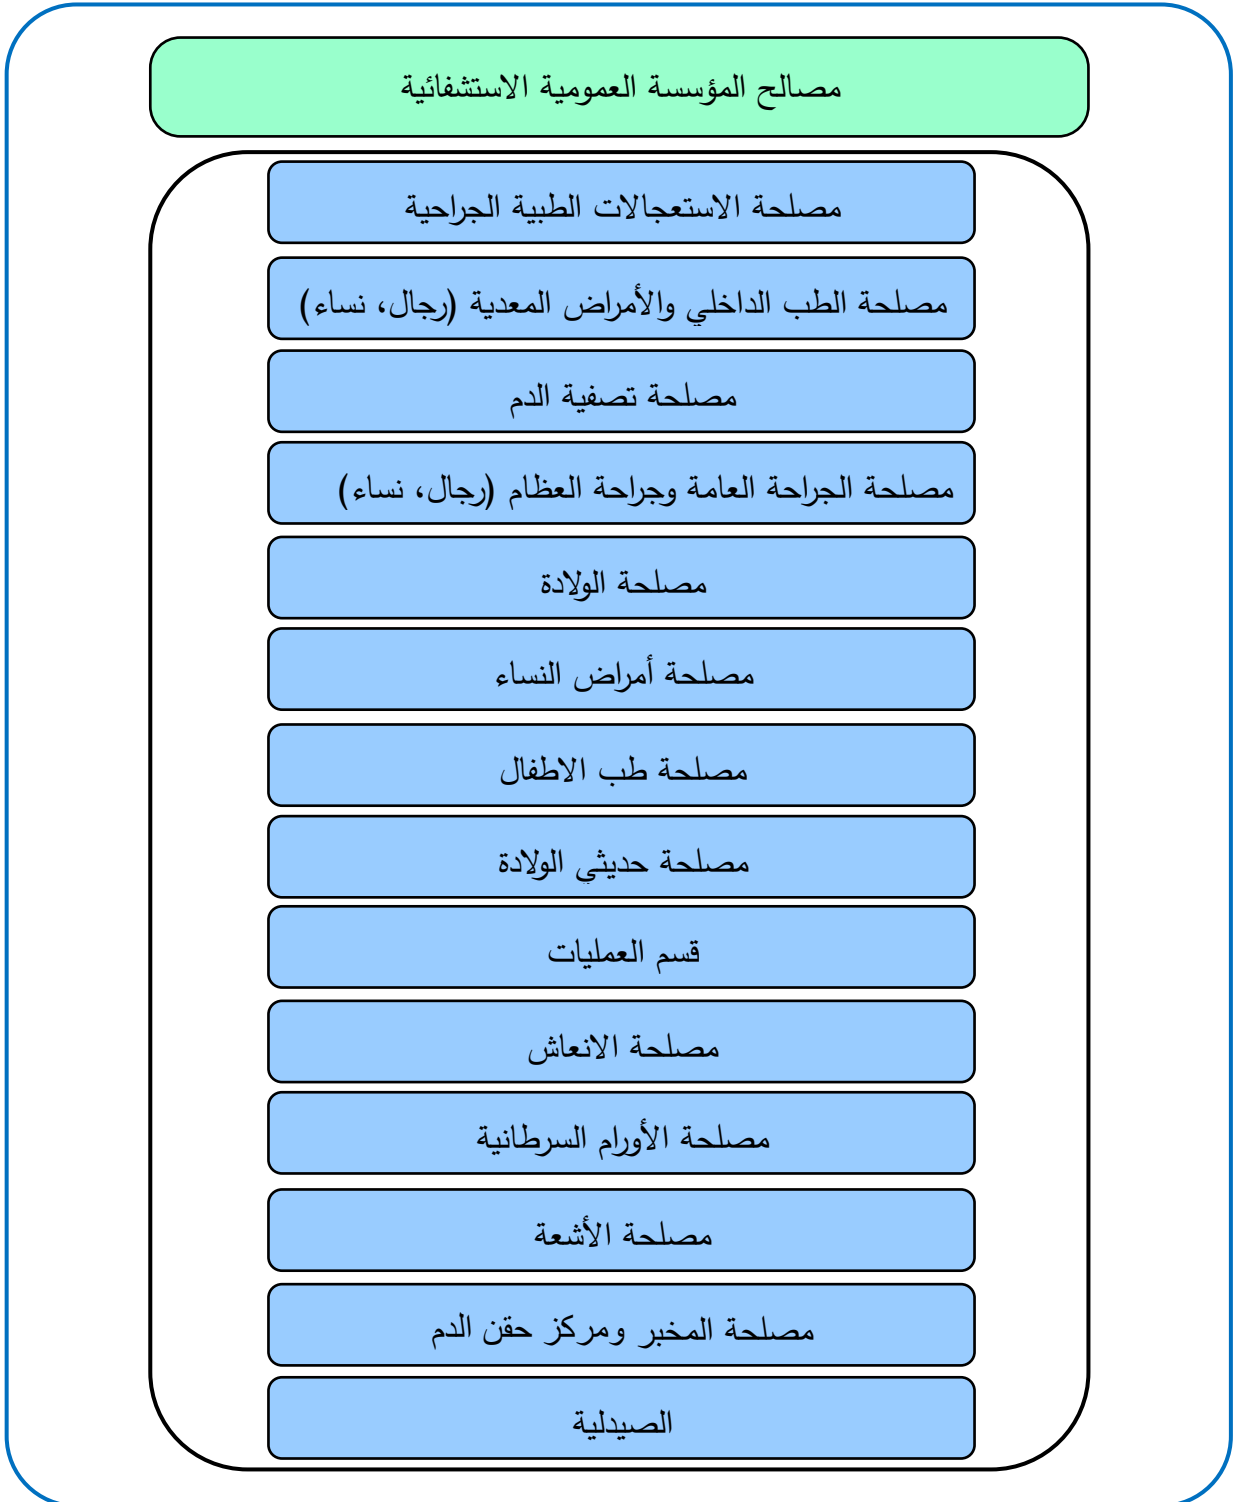 مصالح المؤسسة العمومية الاستشفائية
مصلحة الاستعجالات الطبية الجراحية
مصلحة الطب الداخلي والأمراض المعدية (رجال، نساء)
مصلحة تصفية الدم
مصلحة الجراحة العامة وجراحة العظام (رجال، نساء)
مصلحة الولادة
مصلحة أمراض النساء
مصلحة طب الاطفال
مصلحة حديثي الولادة
قسم العمليات
مصلحة الانعاش
مصلحة الأورام السرطانية
مصلحة الأشعة
مصلحة المخبر ومركز حقن الدم
الصيدلية